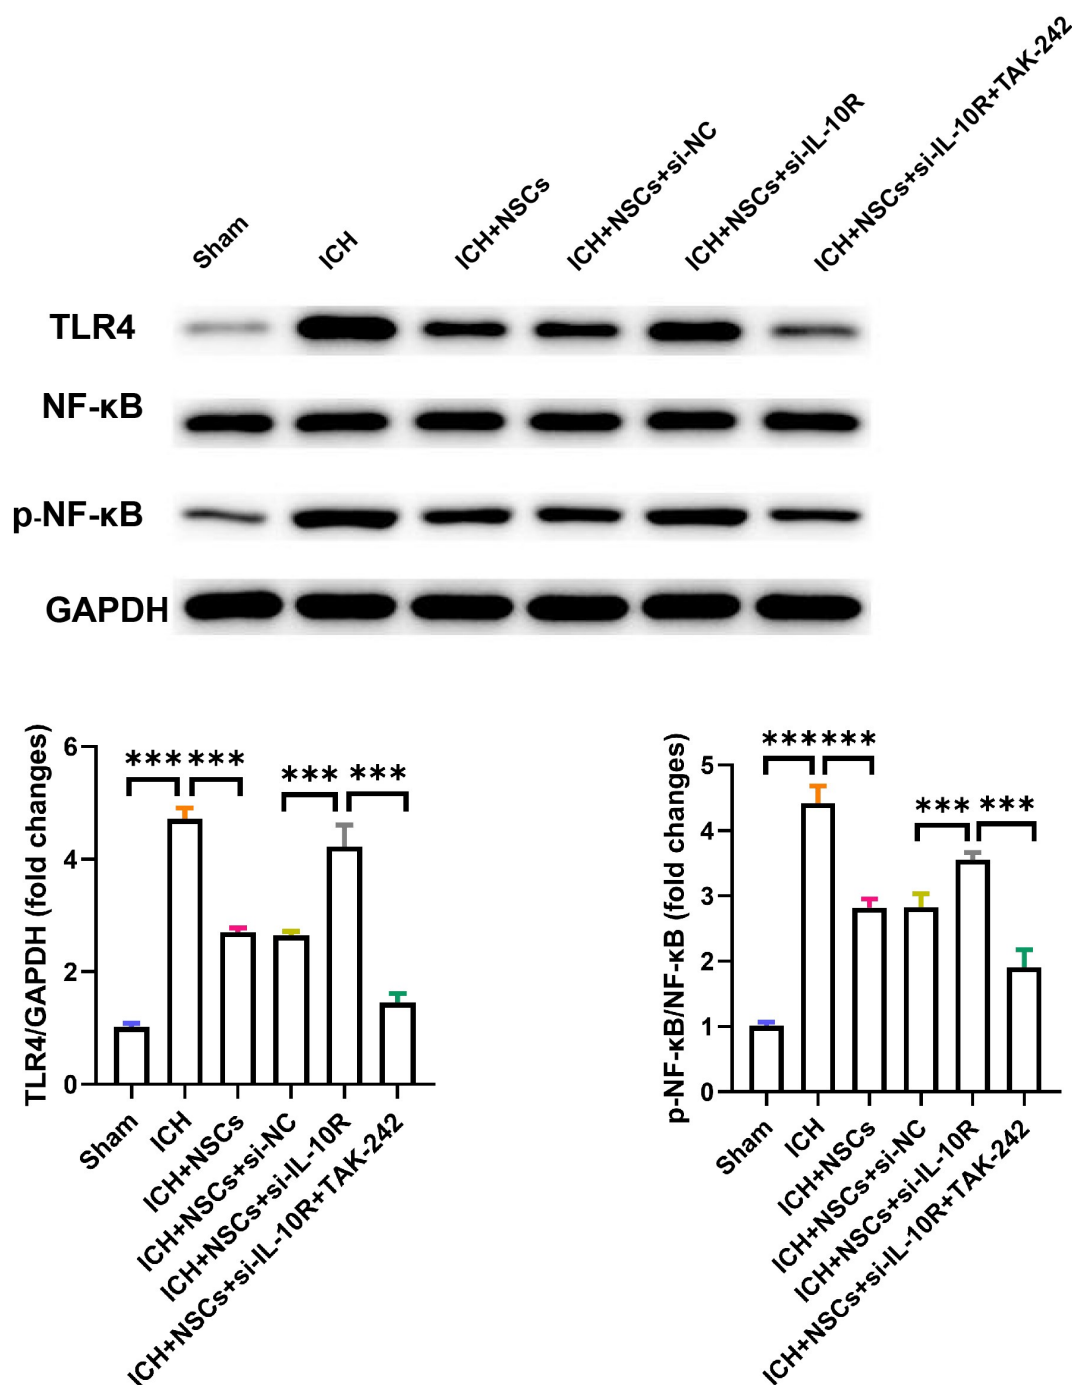 Sham
ICH
ICH+NSCs
ICH+NSCs+si-NC
ICH+NSCs+si-IL-10R
ICH+NSCs+si-IL-10R+TAK-242
TLR4
NF-κB
p-NF-κB
GAPDH
TLR4/GAPDH (fold changes)
6
4
2
0
*** ***
*** ***
Sham
ICH
ICH+NSCs
ICH+NSCs+si-NC
ICH+NSCs+si-IL-10R
ICH+NSCs+si-IL-10R+TAK-242
p-NF-κB/NF-κB (fold changes)
5
4
3
2
1
0
*** ***
*** ***
Sham
ICH
ICH+NSCs
ICH+NSCs+si-NC
ICH+NSCs+si-IL-10R
ICH+NSCs+si-IL-10R+TAK-242